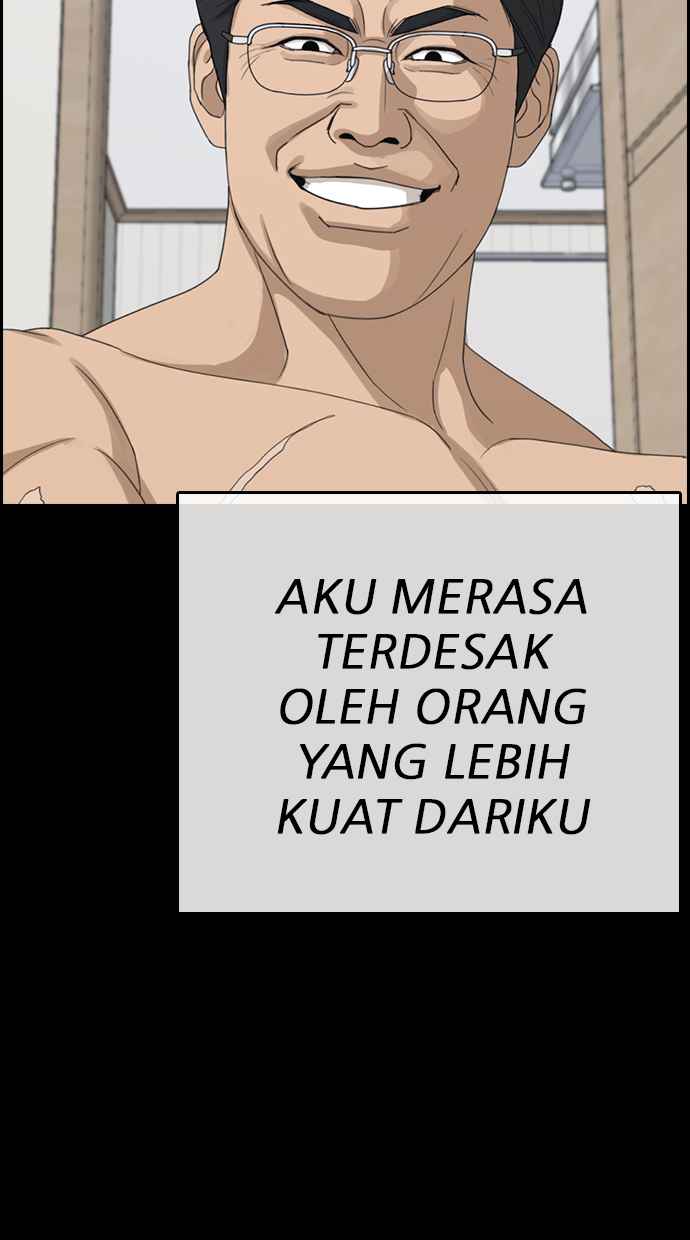 AKU MERASA
TERDESAK
OLEH ORANG
YANG LEBIH
KUAT DARIKU